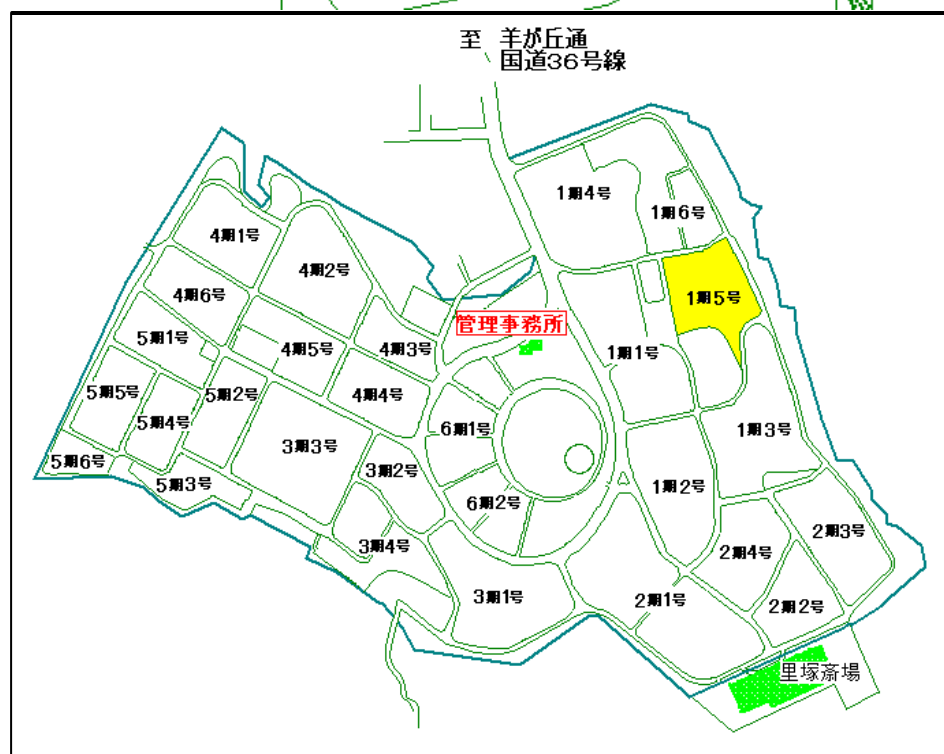 至 羊が丘通
国道36号線
1期4号
1期6号
4期1号
4期2号
1期5号
4期6号
管理事務所
5期1号
4期5号
4期3号
1期1号
5期5号
5期2号
4期4号
5期4号
6期1号
1期3号
3期3号
5期6号
3期2号
5期3号
1期2号
6期2号
2期3号
3期4号
2期4号
3期1号
2期1号
2期2号
里塚斎場